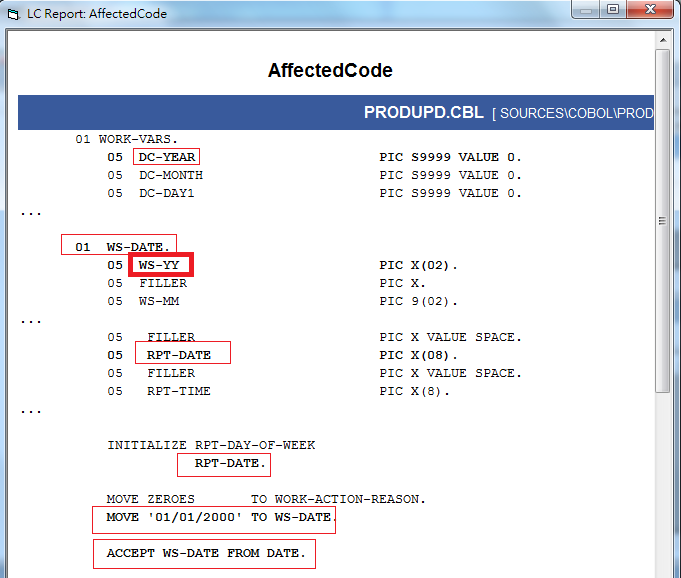 LC Report: AffectedCode
AffectedCode
PRODUPD.CBL [ SOURCES\COBOL\PROD
01 WORK-VARS.
05 DC-YEAR PIC S9999 VALUE 0.
05 DC-MONTH PIC S9999 VALUE 0.
05 DC-DAY1 PIC S9999 VALUE 0.
...
01 WS-DATE.
05 WS-YY PIC X(02).
05 FILLER PIC X.
05 WS-MM PIC 9(02).
...
05 FILLER PIC X VALUE SPACE.
05 RPT-DATE PIC X(08).
05 FILLER PIC X VALUE SPACE.
05 RPT-TIME PIC X(8).
...
INITIALIZE RPT-DAY-OF-WEEK
RPT-DATE.
MOVE ZEROES TO WORK-ACTION-REASON.
MOVE '01/01/2000' TO WS-DATE.
ACCEPT WS-DATE FROM DATE.